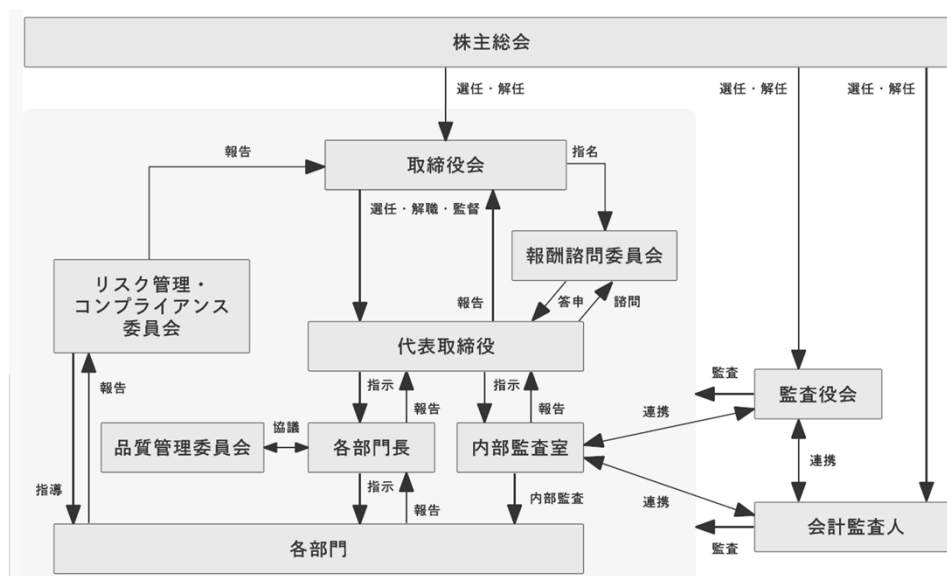 株主総会
選任・解任
選任・解任
選任・解任
報告
取締役会
指名
選任・解職・監督
報酬諮問委員会
リスク管理・
コンプライアンス
委員会
報告
答申
諮問
代表取締役
報告
指示
報告
指示
報告
監査
監査役会
連携
協議
品質管理委員会
各部門長
内部監査室
連携
指導
指示
報告
内部監査
連携
会計監査人
監査
各部門